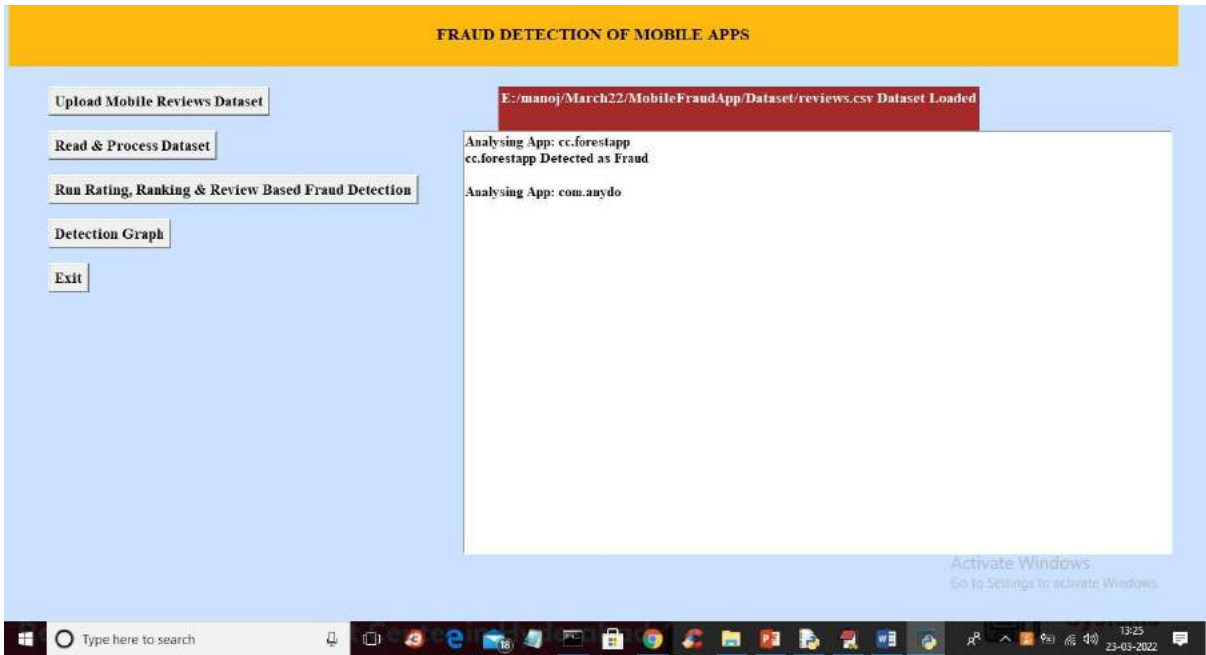 FRAUD DETECTION OF MOBILE APPS
Upload Mobile Reviews Dataset
Read & Process Dataset
Run Rating, Ranking & Review Based Fraud Detection
Detection Graph
Exit
E:/manoj/March22/MobileFraudApp/Dataset/reviews.csv Dataset Loaded
Analysing App: cc.forestapp
cc.forestapp Detected as Fraud
Analysing App: com.anydo
Activate Windows
Go to Settings to activate Windows.
Type here to search
18
13:25
23-03-2022